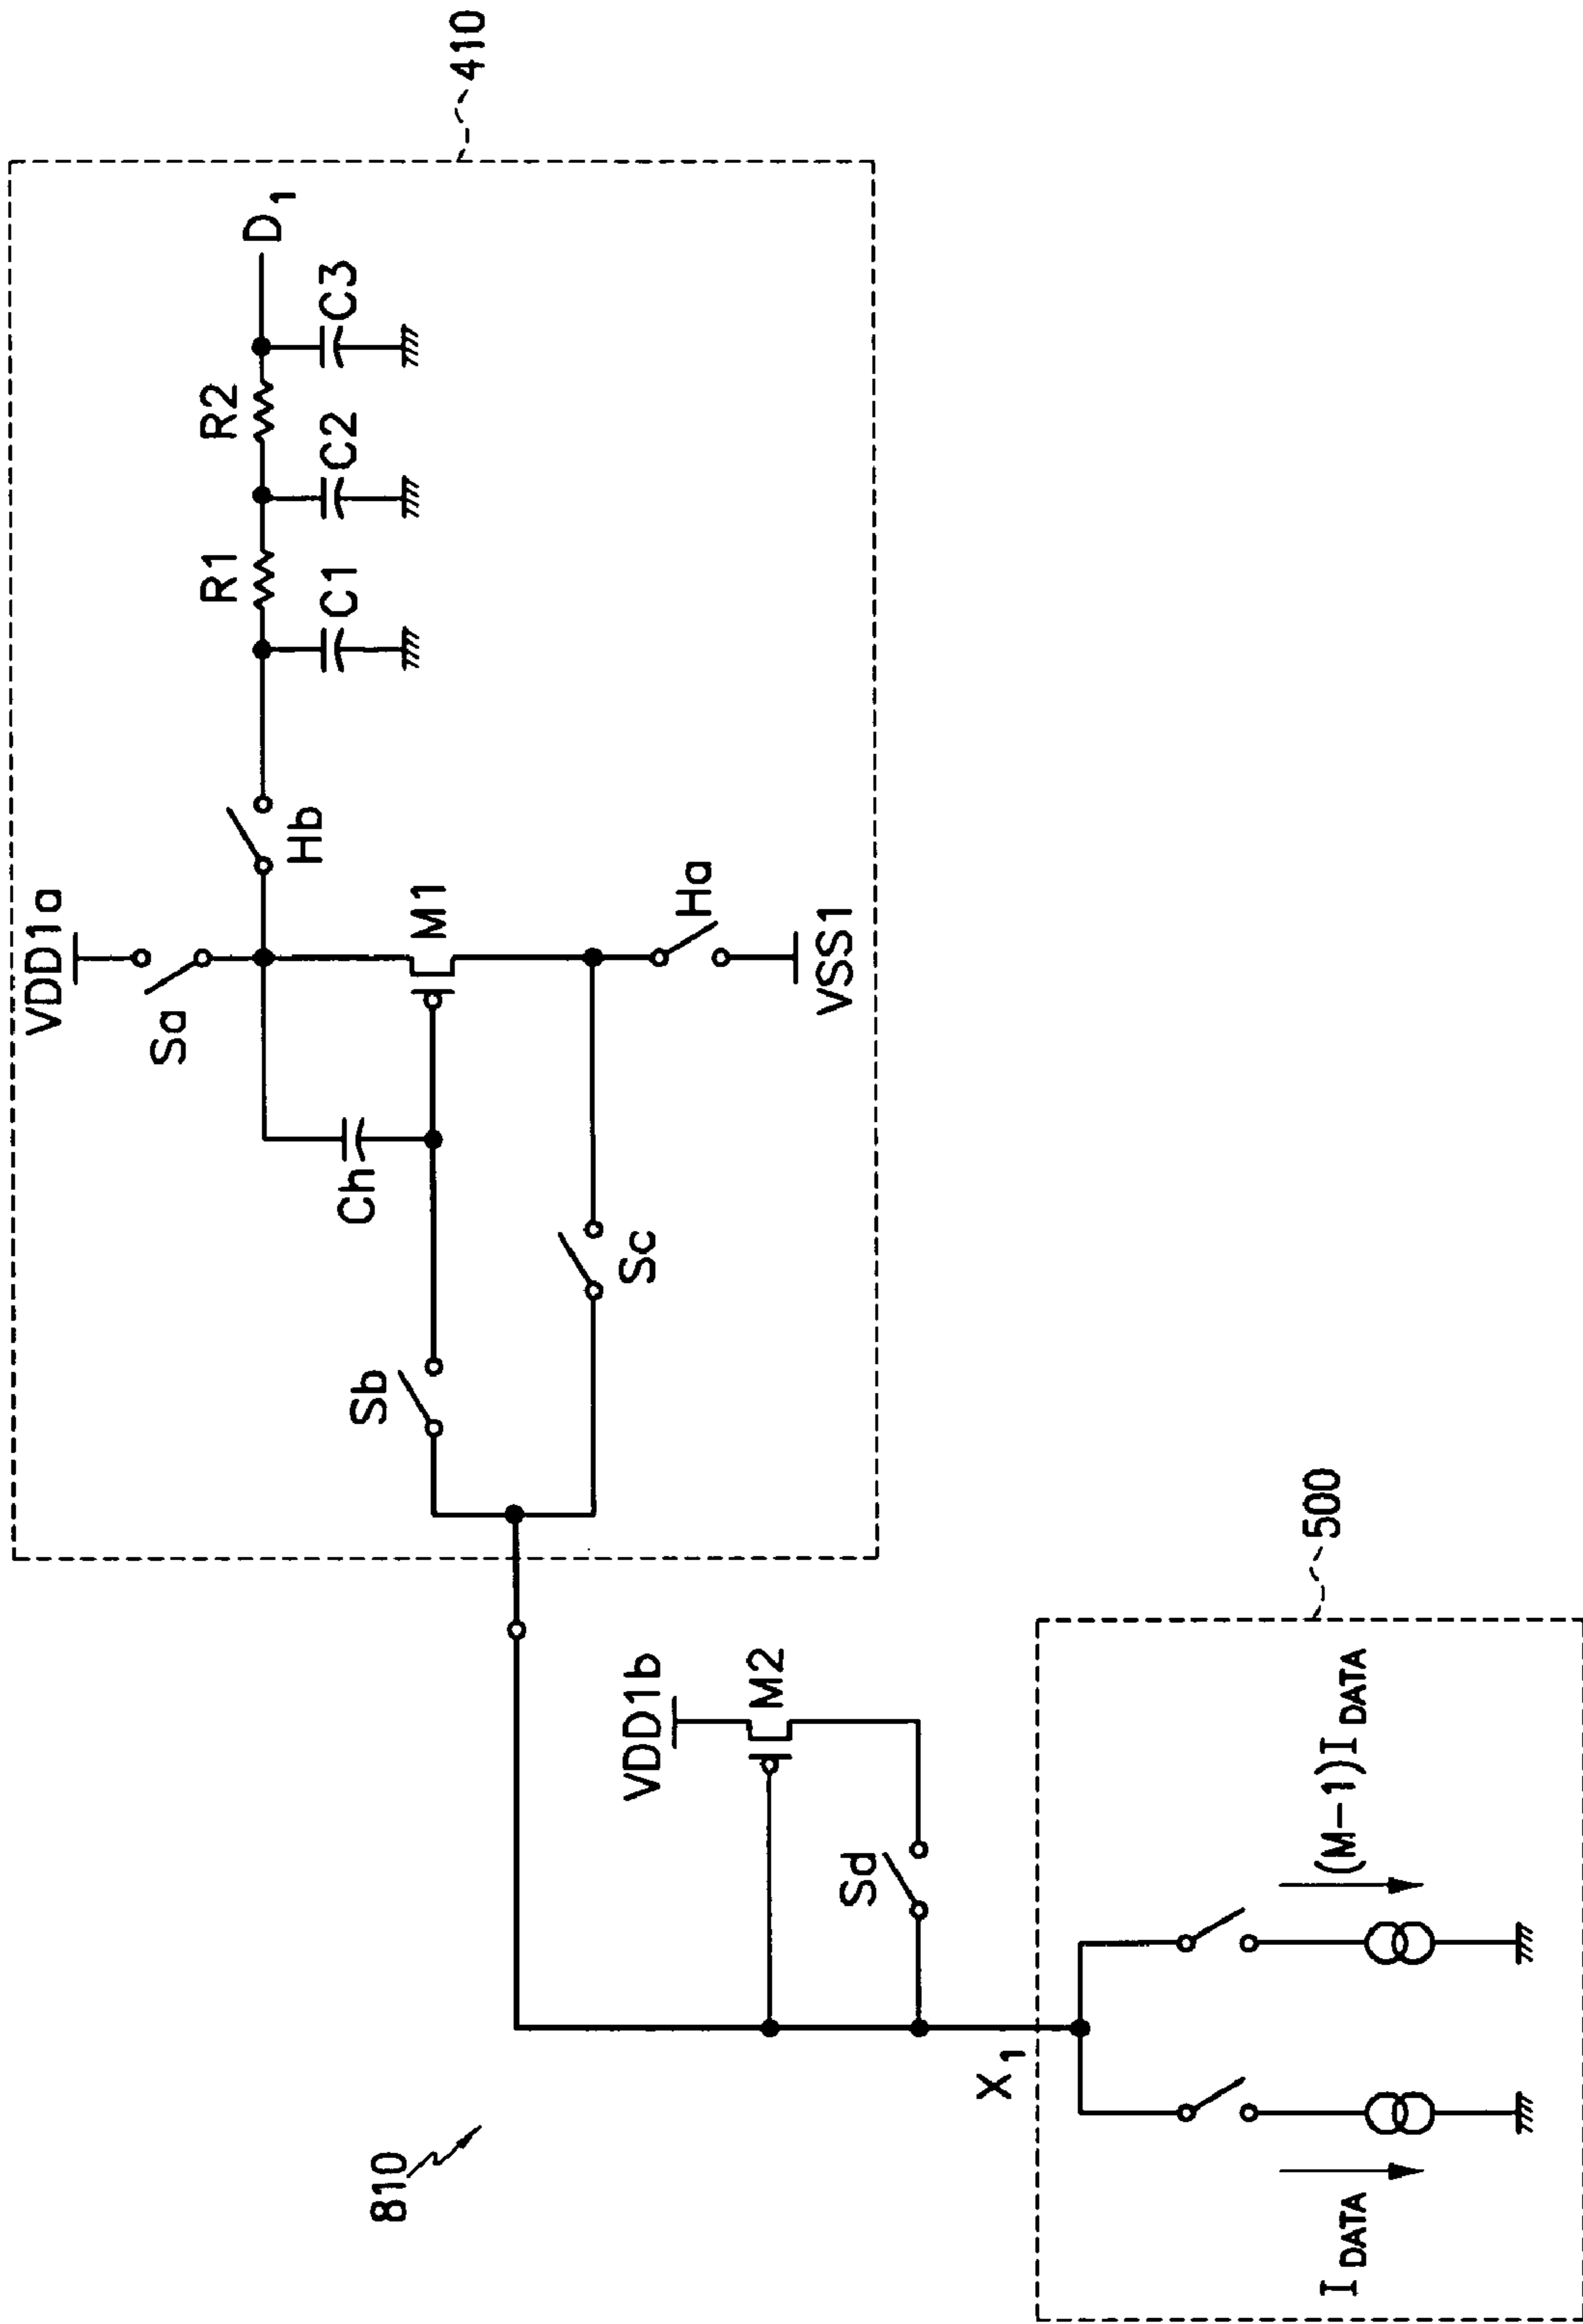 410
VDD1a
Sa
Hb
R1
R2
D1
C1
C2
C3
Ch
M1
Sb
Sc
Ha
VSS1
810
VDD1b
M2
Sd
X1
500
IDATA
(M-1)IDATA